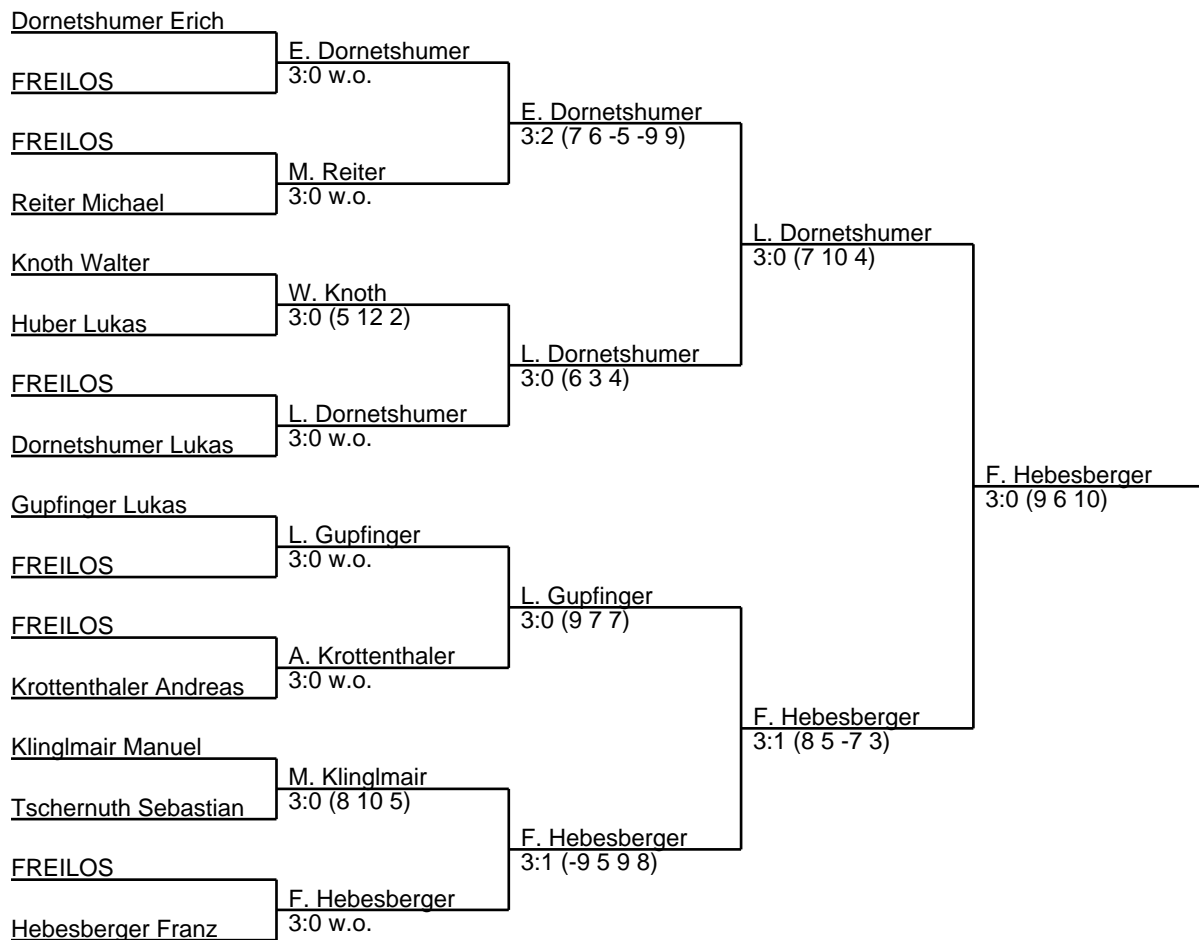 Dornetshumer Erich
FREILOS
FREILOS
Reiter Michael
Knoth Walter
Huber Lukas
FREILOS
Dornetshumer Lukas
Gupfinger Lukas
FREILOS
FREILOS
Krottenthaler Andreas
Klinglmair Manuel
Tschernuth Sebastian
FREILOS
Hebesberger Franz
E. Dornetshumer
3:0 w.o.
M. Reiter
3:0 w.o.
W. Knoth
3:0 (5 12 2)
L. Dornetshumer
3:0 w.o.
L. Gupfinger
3:0 w.o.
A. Krottenthaler
3:0 w.o.
M. Klinglmair
3:0 (8 10 5)
F. Hebesberger
3:0 w.o.
E. Dornetshumer
3:2 (7 6 -5 -9 9)
L. Dornetshumer
3:0 (6 3 4)
L. Gupfinger
3:0 (9 7 7)
F. Hebesberger
3:1 (-9 5 9 8)
L. Dornetshumer
3:0 (7 10 4)
F. Hebesberger
3:1 (8 5 -7 3)
F. Hebesberger
3:0 (9 6 10)